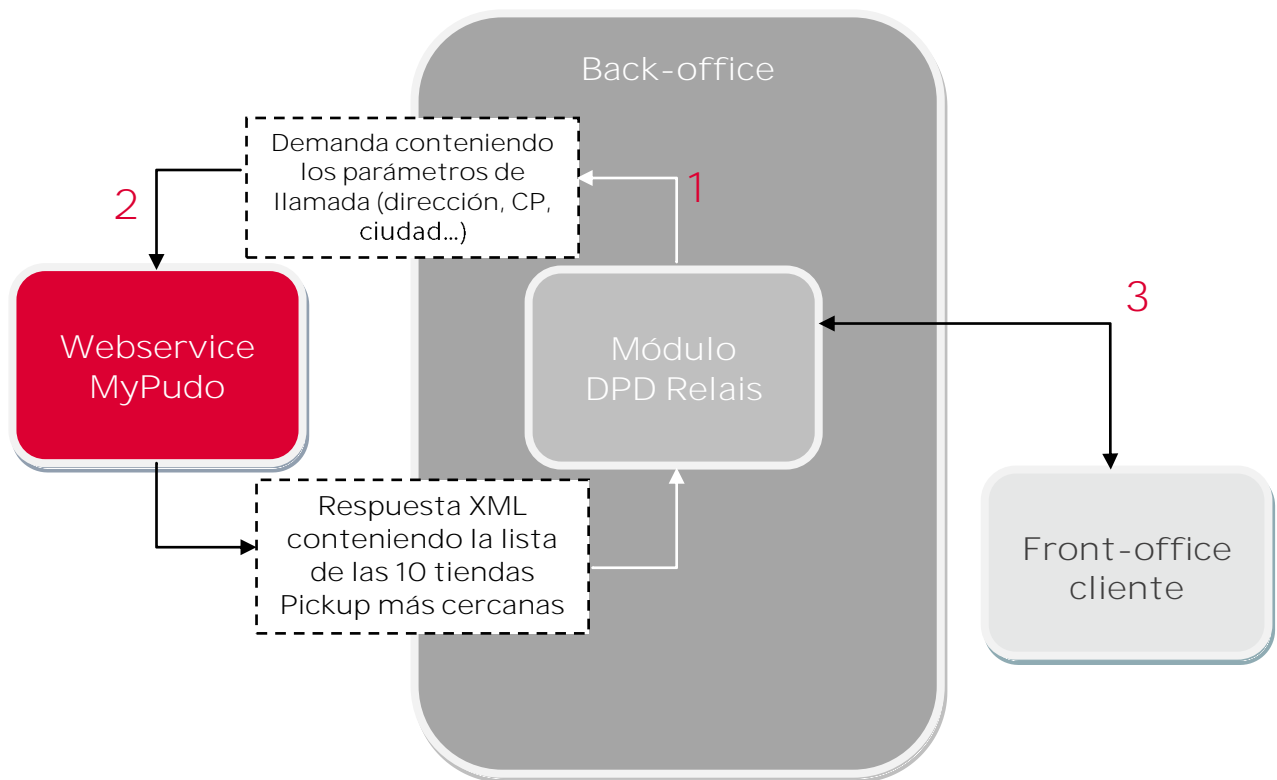 Back-office
Demanda conteniendo
los parámetros de
llamada (dirección, CP,
ciudad…)
1
2
3
Webservice
MyPudo
Módulo
DPD Relais
Respuesta XML
conteniendo la lista
de las 10 tiendas
Pickup más cercanas
Front-office
cliente